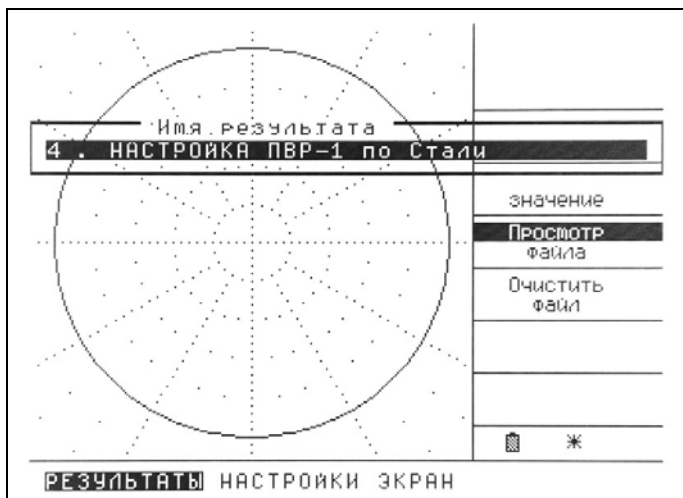 Имя результата
4 . НАСТРОЙКА ПВР-1 по Стали
значение
Просмотр
файла
Очистить
файл
РЕЗУЛЬТАТЫ НАСТРОЙКИ ЭКРАН